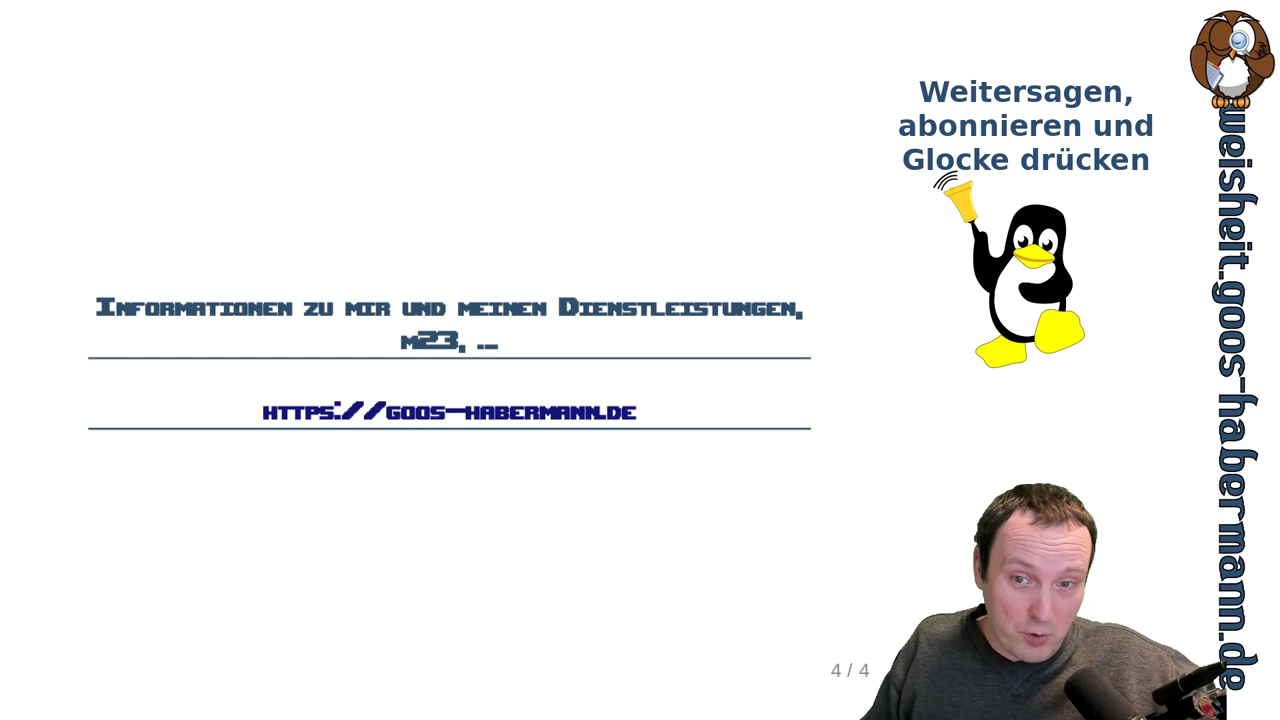 Weitersagen,
abonnieren und
Glocke drücken
Informationen zu mir und meinen Dienstleistungen,
m23, ...
https://goos-habermann.de
4 / 4
weisheit.goos-habermann.de